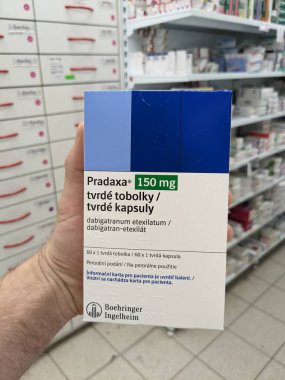 Pradaxa® 150 mg
tvrdé tobolky /
tvrdé kapsuly
dabigatranum etexilatum /
dabigatran-etexilát
60 x 1 tvrdá tobolka / 60 x 1 tvrdá kapsula
Perorální podání / Na perorálne použitie
Informační karta pro pacienta je uvnitř balení. /
Vnútri sa nachádza karta pre pacienta.
Boehringer
Ingelheim